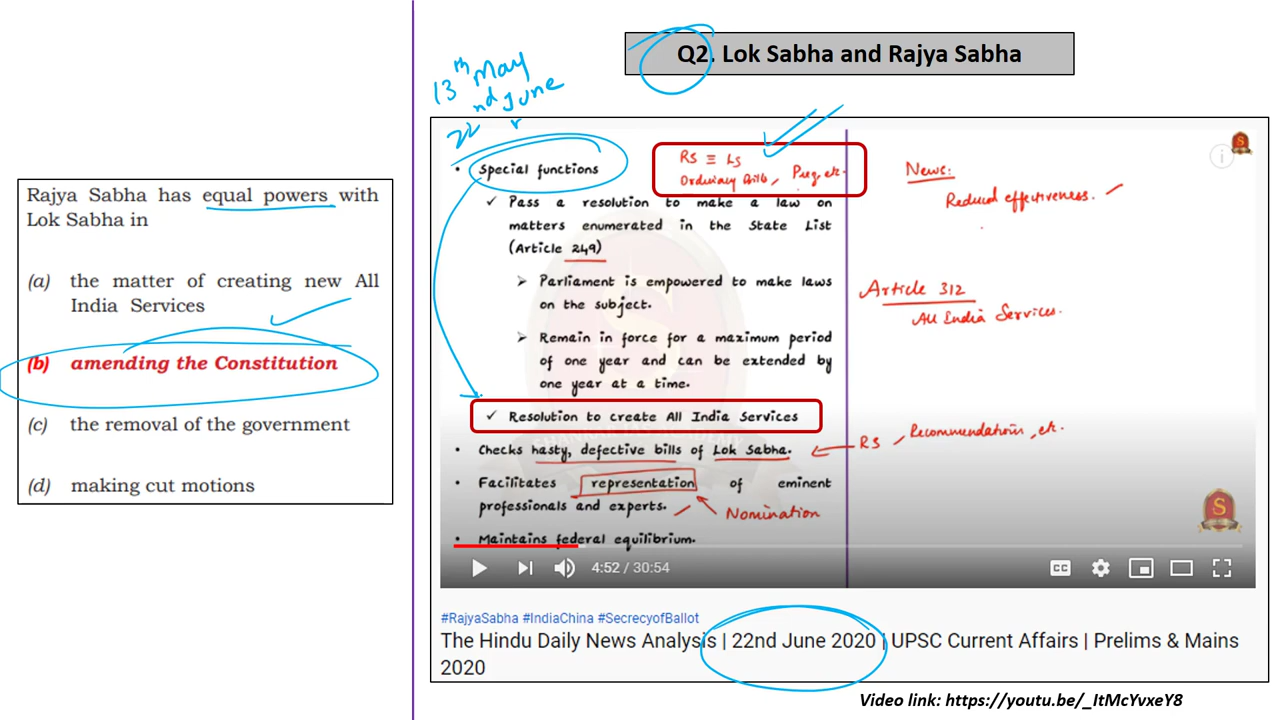 Q2. Lok Sabha and Rajya Sabha
13th May
22nd June
Rajya Sabha has equal powers with
Lok Sabha in
(a) the matter of creating new All
India Services
(b) amending the Constitution
(c) the removal of the government
(d) making cut motions
• Special functions
RS ≡ LS
Ordinary Bills, Prez, etc.
✓ Pass a resolution to make a law on
matters enumerated in the State List
(Article 249)
➢ Parliament is empowered to make laws
on the subject.
➢ Remain in force for a maximum period
of one year and can be extended by
one year at a time.
✓ Resolution to create All India Services
• Checks hasty, defective bills of Lok Sabha.
• Facilitates representation of eminent
professionals and experts.
• Maintains federal equilibrium.
News:
Reduced effectiveness.
Article 312
All India Services.
RS, Recommendations, etc.
Nomination
4:52 / 30:54
CC
#RajyaSabha #IndiaChina #SecrecyofBallot
The Hindu Daily News Analysis | 22nd June 2020 | UPSC Current Affairs | Prelims & Mains
2020
Video link: https://youtu.be/_ItMcYvxeY8